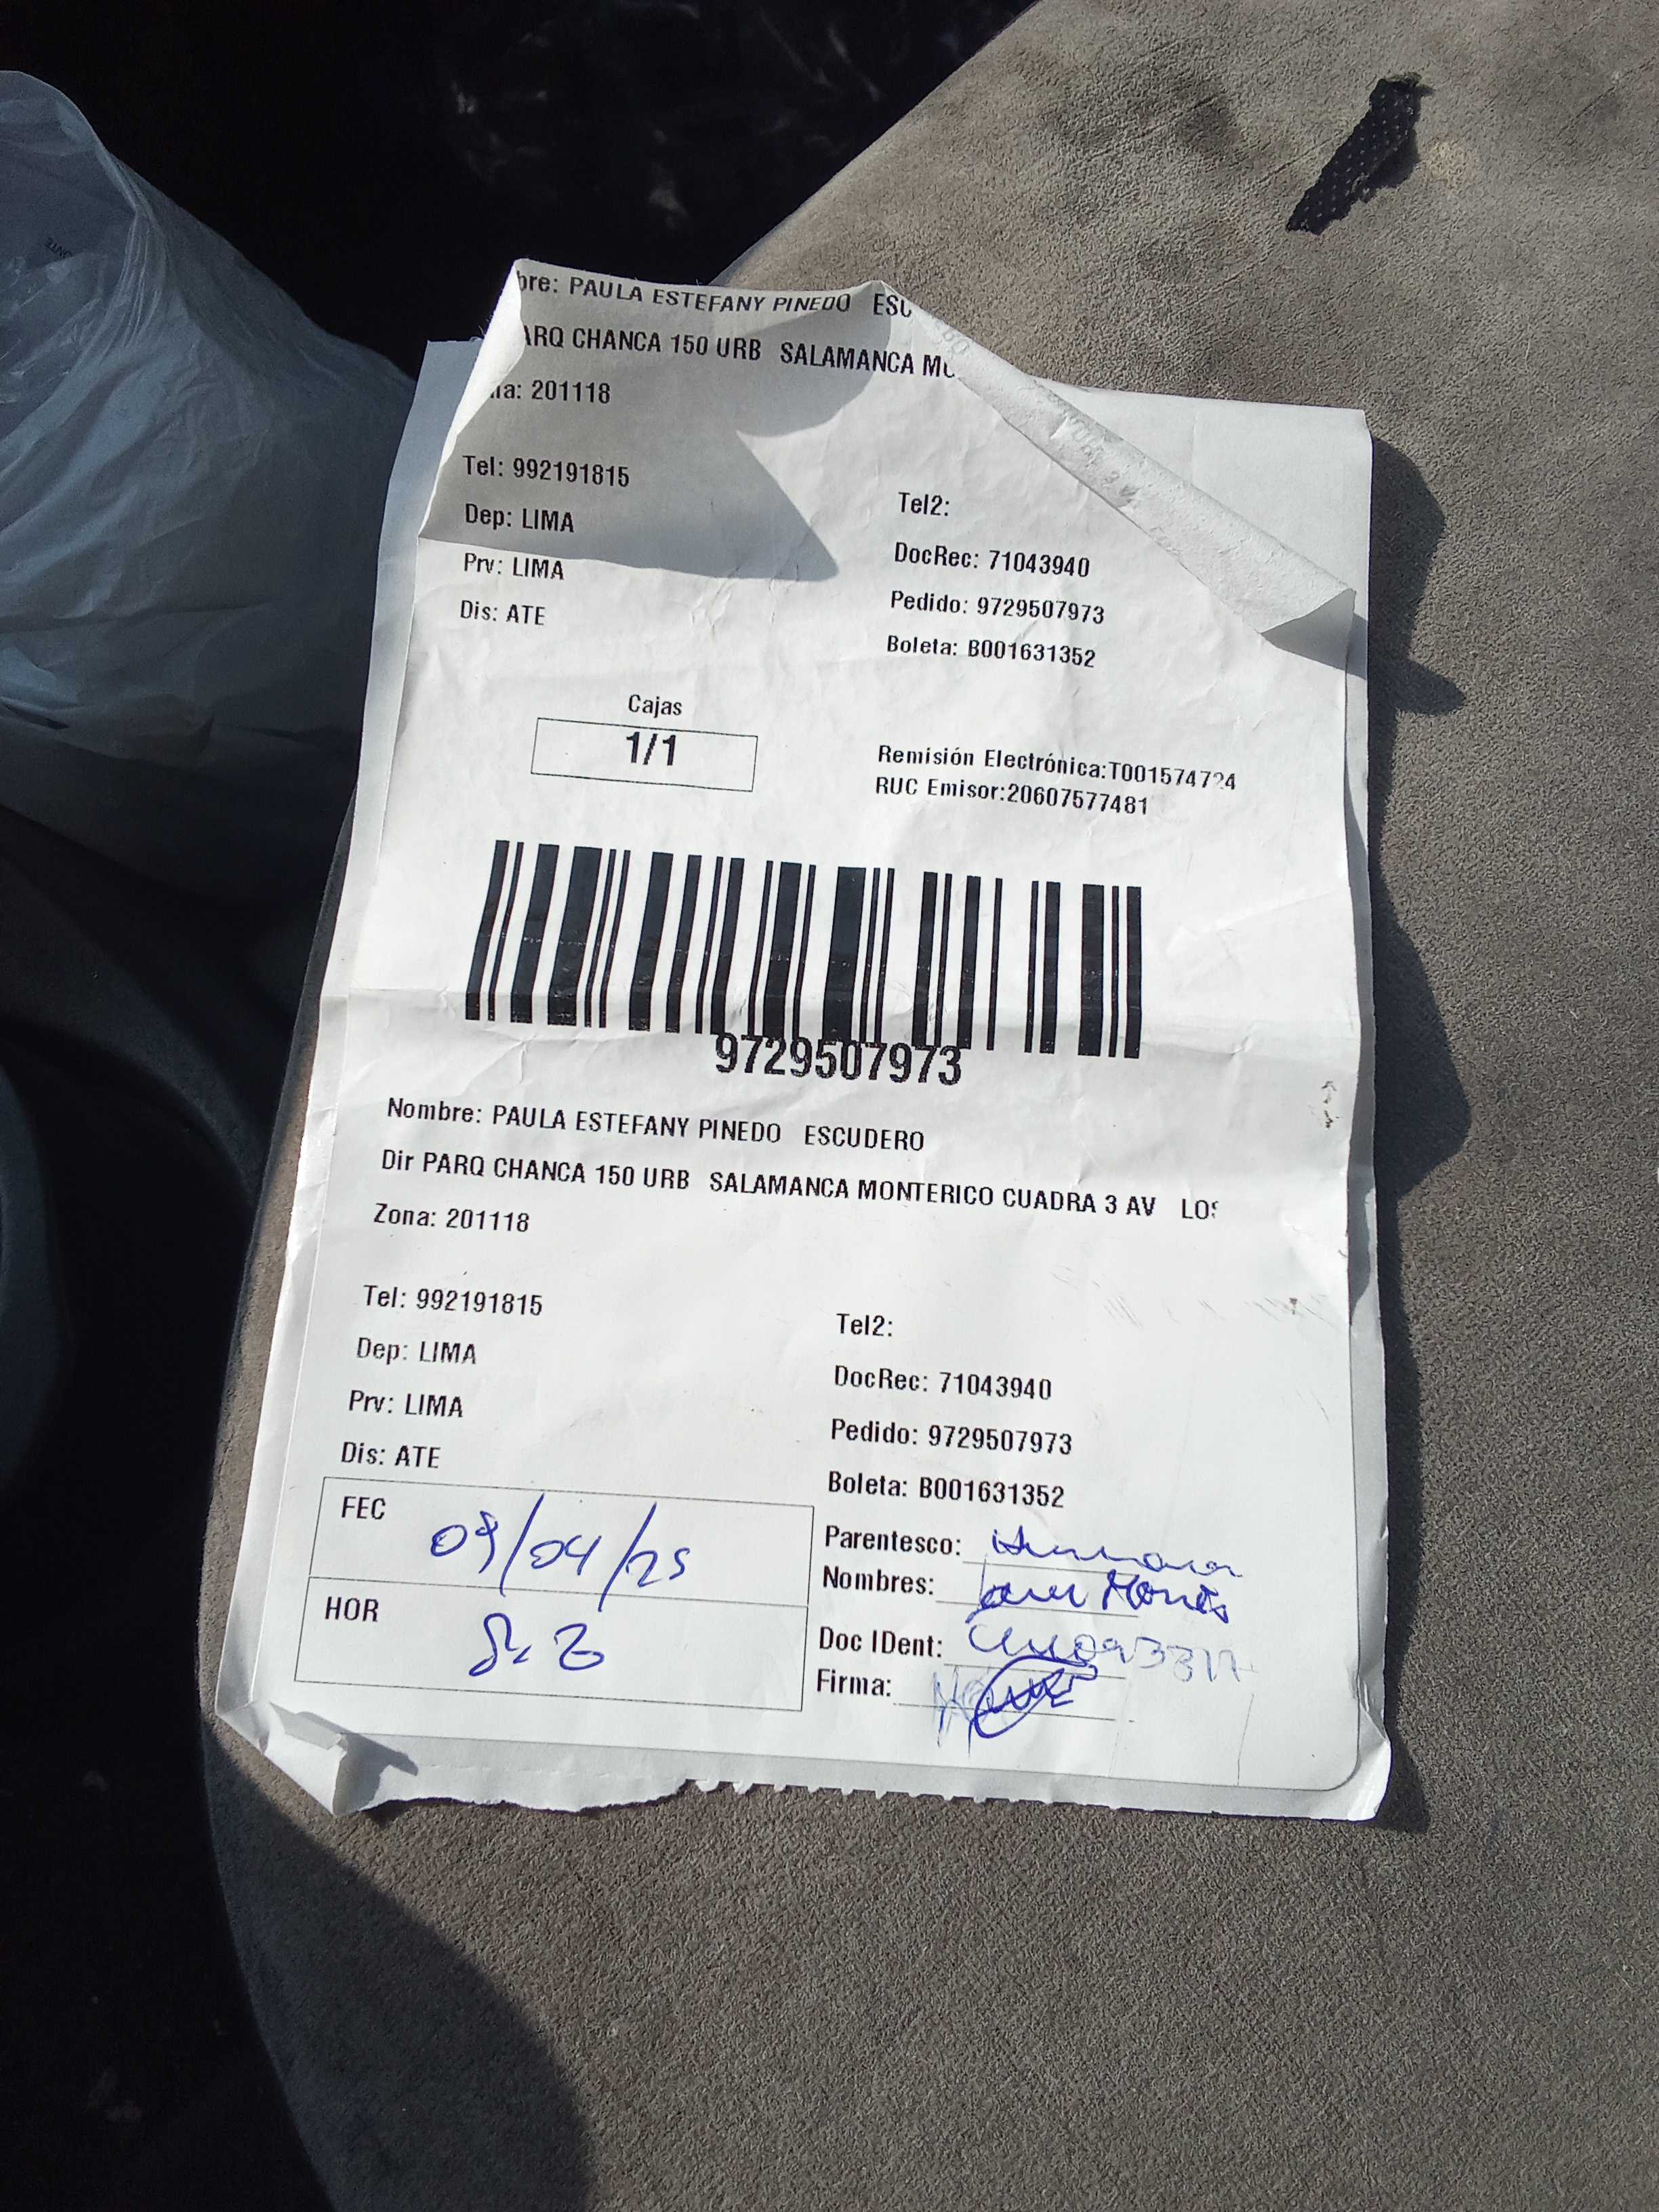 bre: PAULA ESTEFANY PINEDO ESCU
ARQ CHANCA 150 URB SALAMANCA MO
na: 201118
Tel: 992191815
Tel2:
Dep: LIMA
DocRec: 71043940
Prv: LIMA
Pedido: 9729507973
Dis: ATE
Boleta: B001631352
Cajas
1/1
Remisión Electrónica:T001574724
RUC Emisor:20607577481
9729507973
Nombre: PAULA ESTEFANY PINEDO ESCUDERO
Dir PARQ CHANCA 150 URB SALAMANCA MONTERICO CUADRA 3 AV LOS
Zona: 201118
Tel: 992191815
Tel2:
Dep: LIMA
DocRec: 71043940
Prv: LIMA
Pedido: 9729507973
Dis: ATE
Boleta: B001631352
FEC 09/04/25
Parentesco:
Nombres:
HOR
Doc IDent:
Firma: